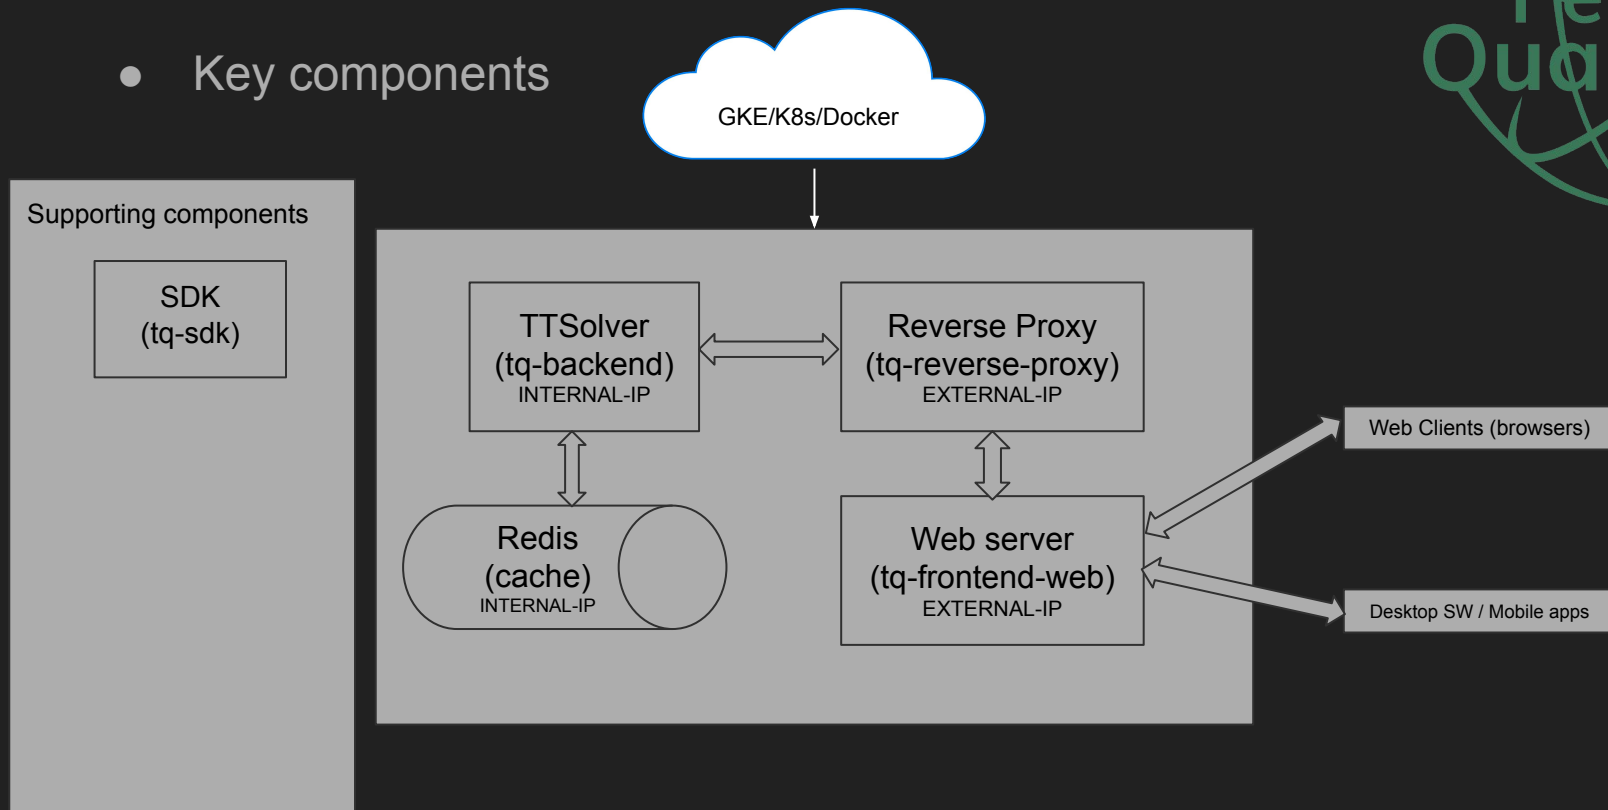 Key components
GKE/K8s/Docker
Supporting components
SDK
(tq-sdk)
TTSolver
(tq-backend)
INTERNAL-IP
Reverse Proxy
(tq-reverse-proxy)
EXTERNAL-IP
Redis
(cache)
INTERNAL-IP
Web server
(tq-frontend-web)
EXTERNAL-IP
Web Clients (browsers)
Desktop SW / Mobile apps